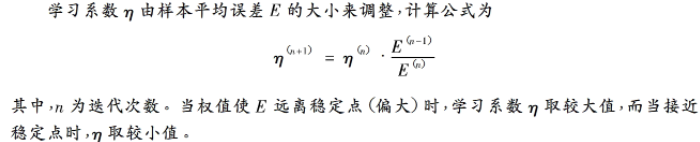 学习系数 η 由样本平均误差 E 的大小来调整,计算公式为
η^(n+1) = η^(n) · E^(n-1) / E^(n)
其中,n 为迭代次数。当权值使 E 远离稳定点(偏大)时,学习系数 η 取较大值,而当接近
稳定点时,η 取较小值。